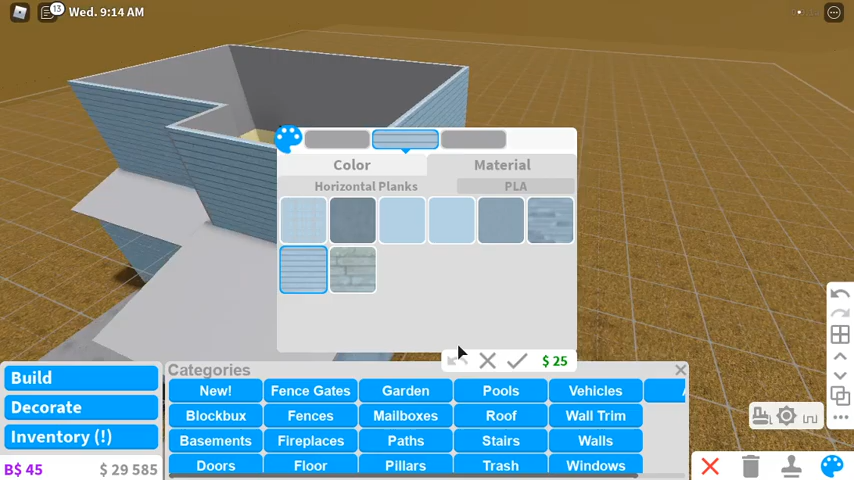 13 Wed. 9:14 AM
Color Material
Horizontal Planks PLA
$ 25
Categories
New! Fence Gates Garden Pools Vehicles
Blockbux Fences Mailboxes Roof Wall Trim
Basements Fireplaces Paths Stairs Walls
Doors Floor Pillars Trash Windows
Build
Decorate
Inventory (!)
B$ 45 $ 29 585